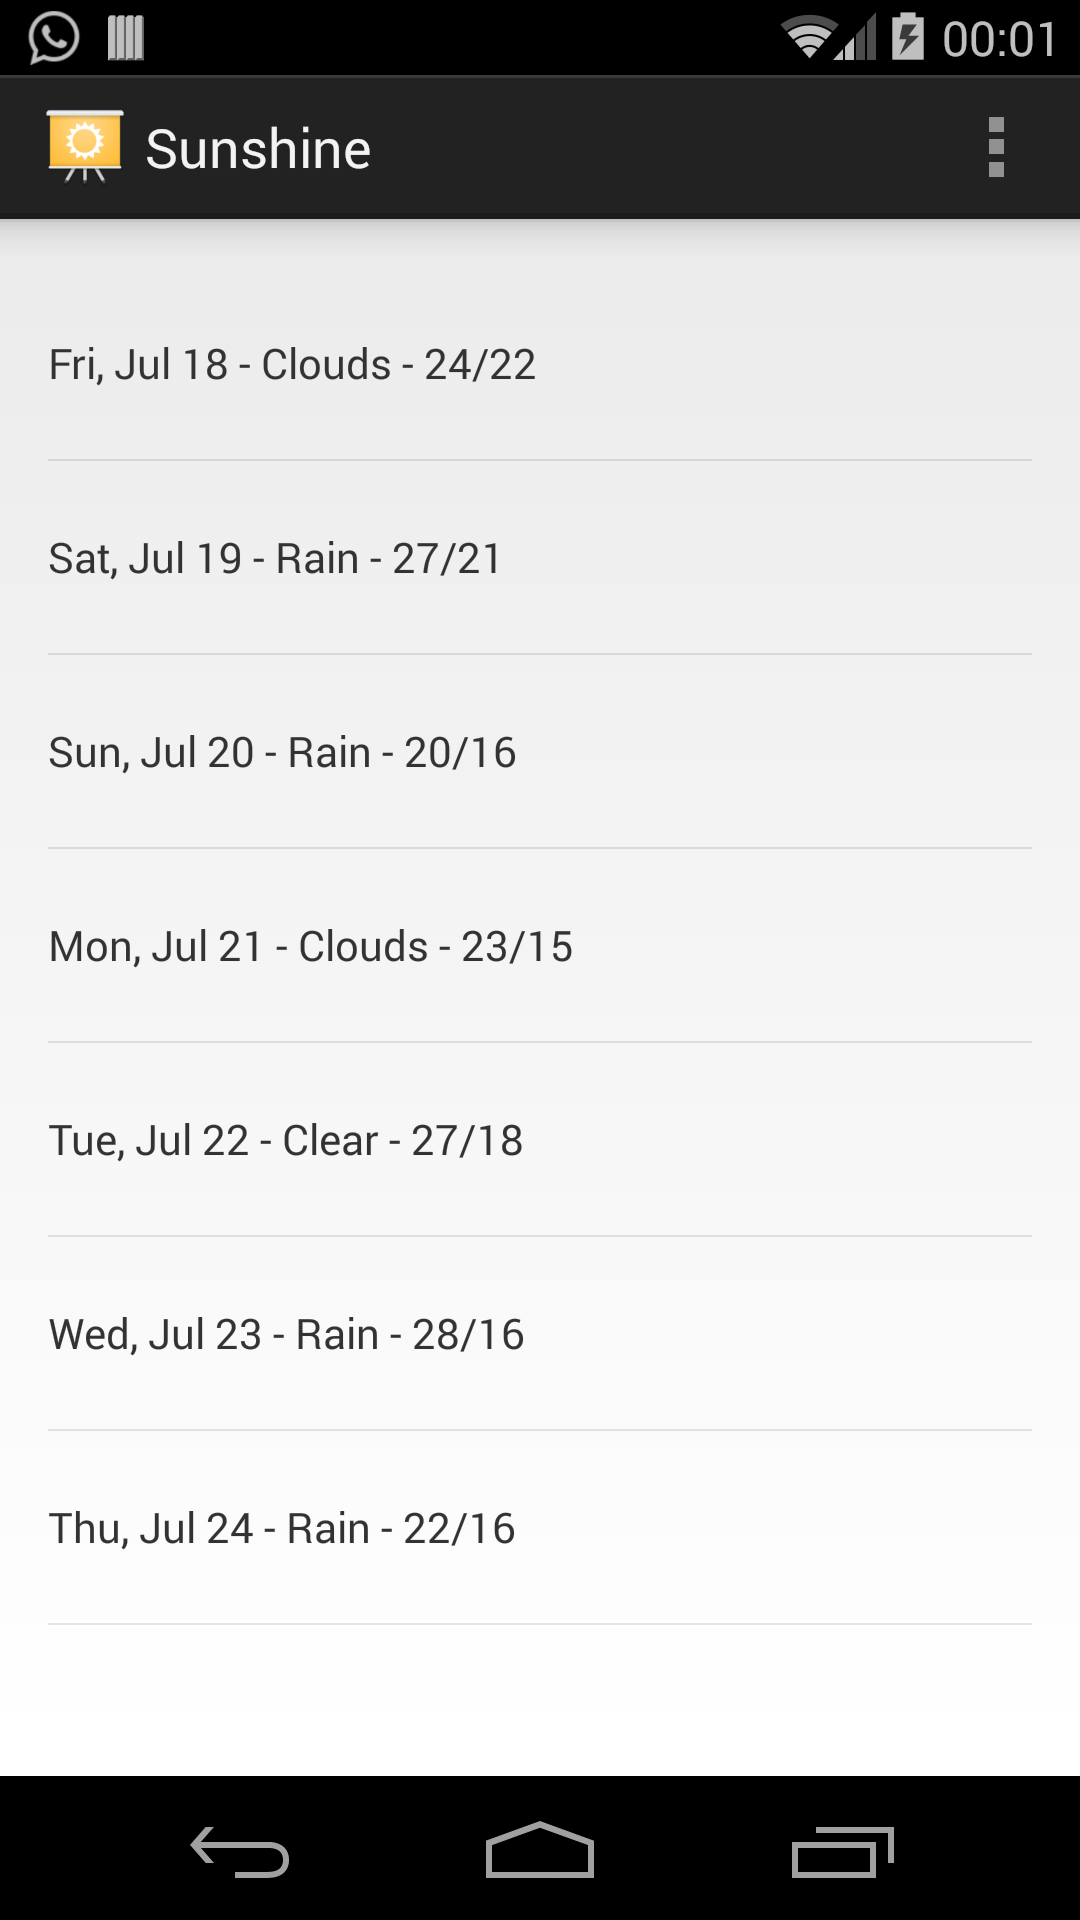 00:01
Sunshine
Fri, Jul 18 - Clouds - 24/22
Sat, Jul 19 - Rain - 27/21
Sun, Jul 20 - Rain - 20/16
Mon, Jul 21 - Clouds - 23/15
Tue, Jul 22 - Clear - 27/18
Wed, Jul 23 - Rain - 28/16
Thu, Jul 24 - Rain - 22/16